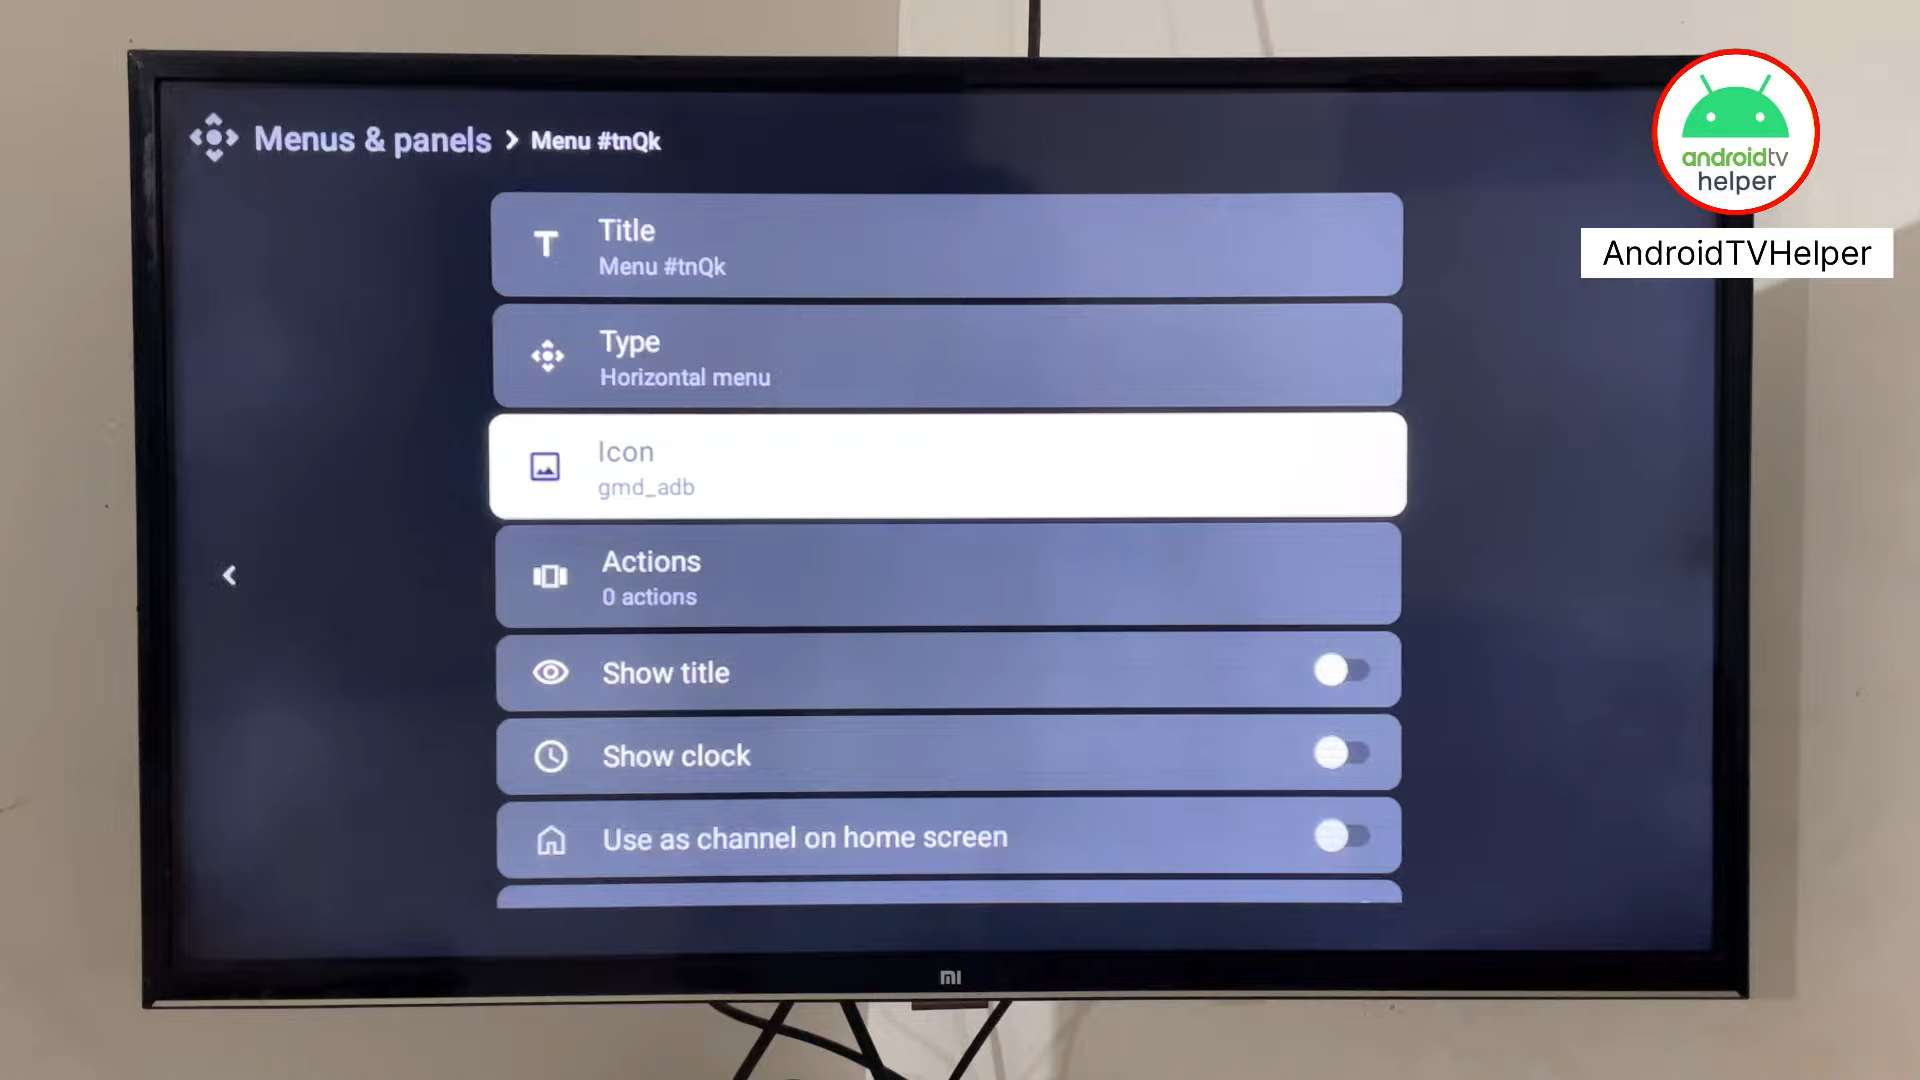 Menus & panels > Menu #tnQk
Title
Menu #tnQk
Type
Horizontal menu
Icon
gmd_adb
Actions
0 actions
Show title
Show clock
Use as channel on home screen
mi
androidtv
helper
AndroidTVHelper